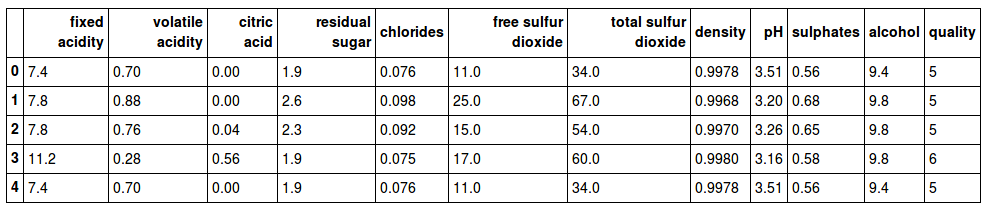 fixed acidity volatile acidity citric acid residual sugar chlorides free sulfur dioxide total sulfur dioxide density pH sulphates alcohol quality
0 7.4 0.70 0.00 1.9 0.076 11.0 34.0 0.9978 3.51 0.56 9.4 5
1 7.8 0.88 0.00 2.6 0.098 25.0 67.0 0.9968 3.20 0.68 9.8 5
2 7.8 0.76 0.04 2.3 0.092 15.0 54.0 0.9970 3.26 0.65 9.8 5
3 11.2 0.28 0.56 1.9 0.075 17.0 60.0 0.9980 3.16 0.58 9.8 6
4 7.4 0.70 0.00 1.9 0.076 11.0 34.0 0.9978 3.51 0.56 9.4 5